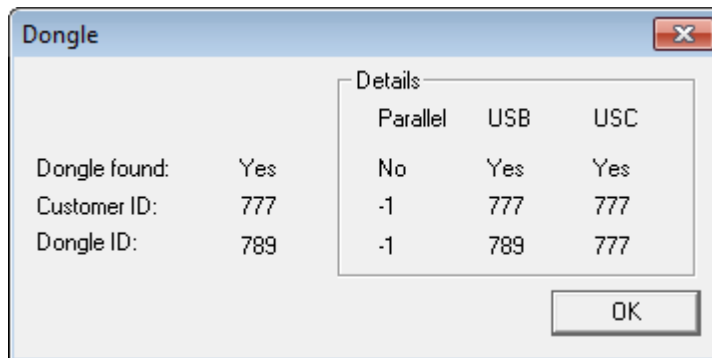 Dongle
Details
Parallel USB USC
Dongle found: Yes No Yes Yes
Customer ID: 777 -1 777 777
Dongle ID: 789 -1 789 777
OK